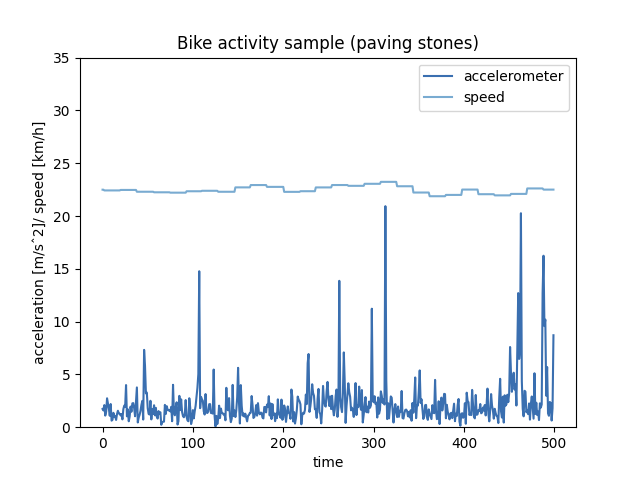 Bike activity sample (paving stones)
accelerometer
speed
acceleration [m/sˆ2]/ speed [km/h]
35
30
25
20
15
10
5
0
0 100 200 300 400 500
time